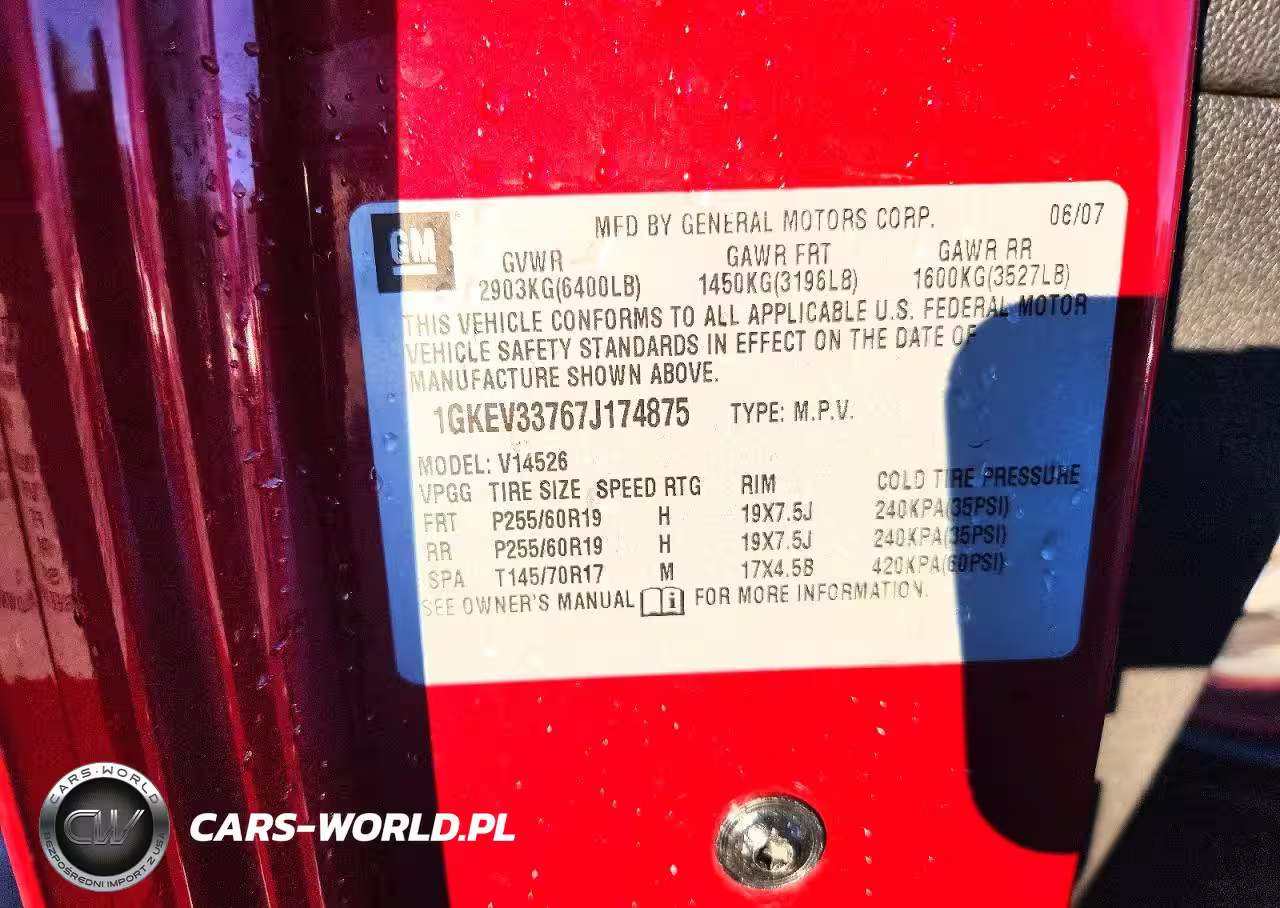 GM
MFD BY GENERAL MOTORS CORP. 06/07
GVWR GAWR FRT GAWR RR
2903KG(6400LB) 1450KG(3196LB) 1600KG(3527LB)
THIS VEHICLE CONFORMS TO ALL APPLICABLE U.S. FEDERAL MOTOR
VEHICLE SAFETY STANDARDS IN EFFECT ON THE DATE OF
MANUFACTURE SHOWN ABOVE.
1GKEV33767J174875 TYPE: M.P.V.
MODEL: V14526
VPGG TIRE SIZE SPEED RTG RIM COLD TIRE PRESSURE
FRT P255/60R19 H 19X7.5J 240KPA(35PSI)
RR P255/60R19 H 19X7.5J 240KPA(35PSI)
SPA T145/70R17 M 17X4.5B 420KPA(60PSI)
SEE OWNER'S MANUAL FOR MORE INFORMATION.
CARS-WORLD
CW
BEZPOŚREDNI IMPORT Z USA
CARS-WORLD.PL